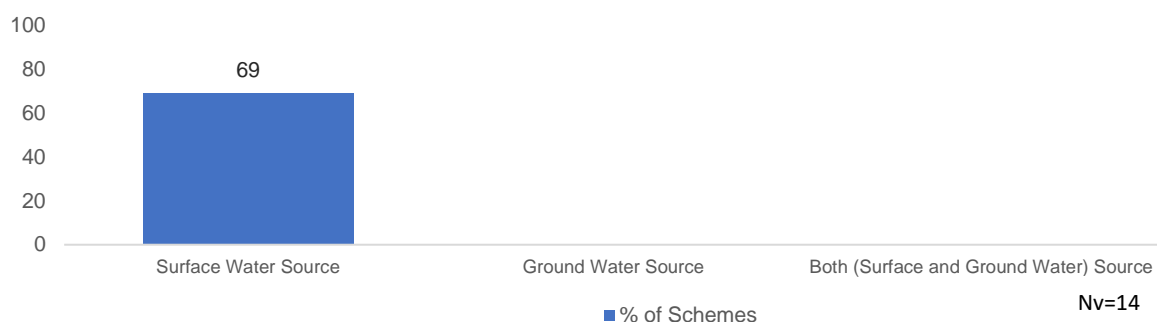 100
80
69
60
40
20
0
Surface Water Source
Ground Water Source
Both (Surface and Ground Water) Source
% of Schemes
Nv=14